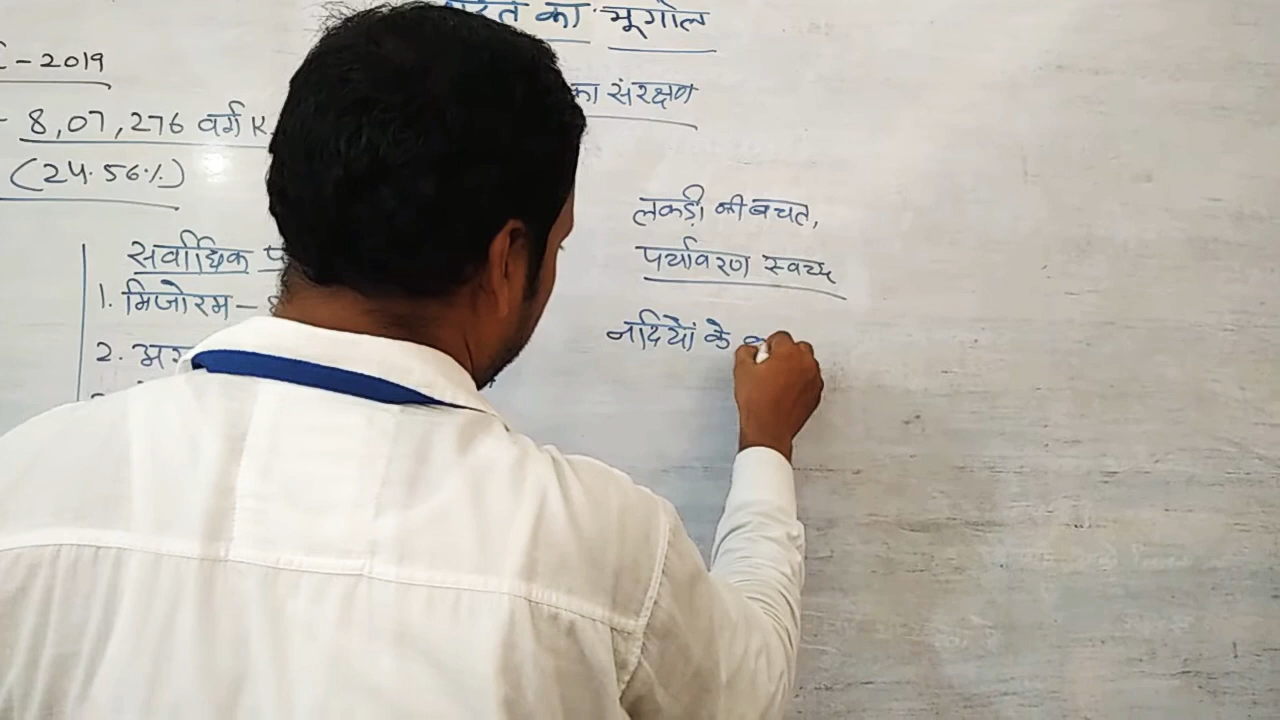 का भूगोल
का संरक्षण
- 2019
- 8,07,276 वर्ग K
(24.56%)
लकड़ी की बचत,
पर्यावरण स्वच्छ
सर्वाधिक
1. मिजोरम -
नदियों के
2.